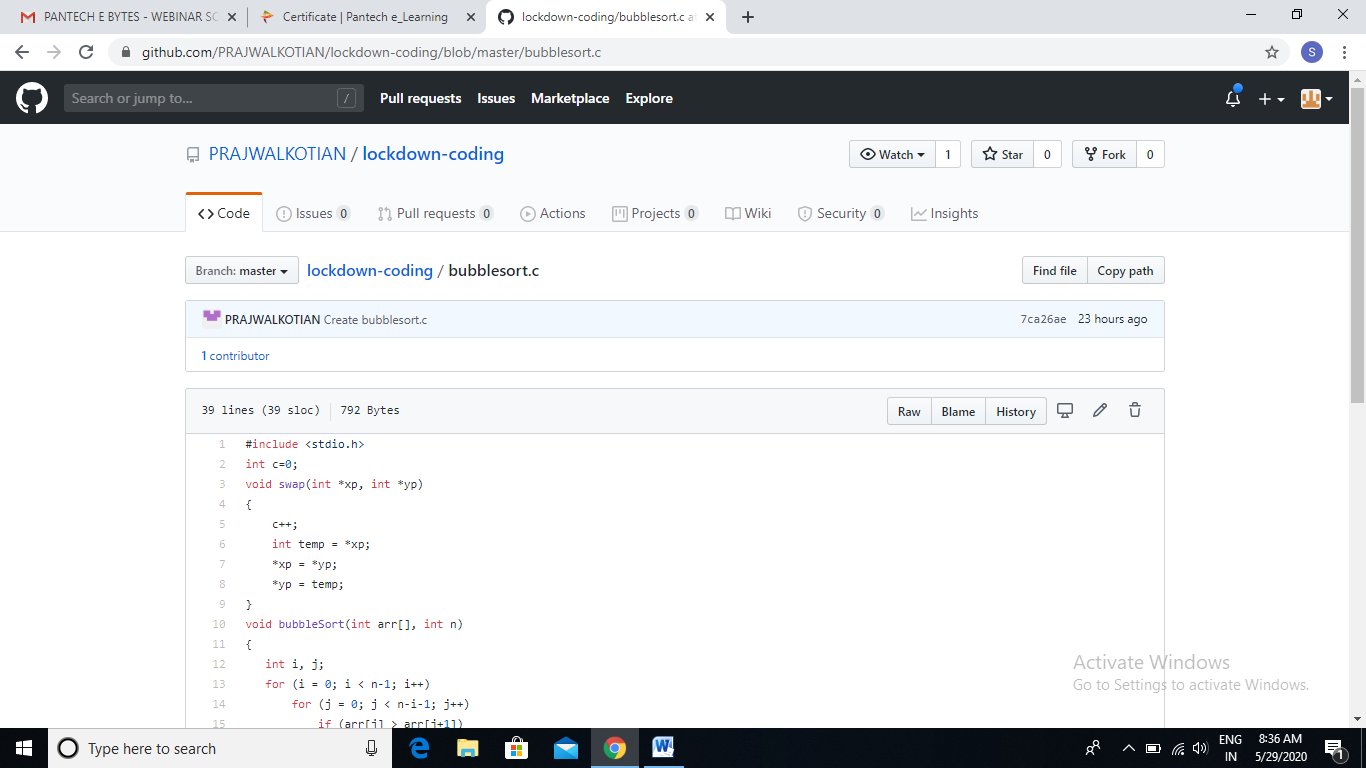 PANTECH E BYTES - WEBINAR SC
Certificate | Pantech e_Learning
lockdown-coding/bubblesort.c at
github.com/PRAJWALKOTIAN/lockdown-coding/blob/master/bubblesort.c
S
Search or jump to... /
Pull requests Issues Marketplace Explore
PRAJWALKOTIAN / lockdown-coding
Watch 1 Star 0 Fork 0
Code Issues 0 Pull requests 0 Actions Projects 0 Wiki Security 0 Insights
Branch: master lockdown-coding / bubblesort.c
Find file Copy path
PRAJWALKOTIAN Create bubblesort.c 7ca26ae 23 hours ago
1 contributor
39 lines (39 sloc) 792 Bytes
Raw Blame History
1 #include <stdio.h>
2 int c=0;
3 void swap(int *xp, int *yp)
4 {
5 c++;
6 int temp = *xp;
7 *xp = *yp;
8 *yp = temp;
9 }
10 void bubbleSort(int arr[], int n)
11 {
12 int i, j;
13 for (i = 0; i < n-1; i++)
14 for (j = 0; j < n-i-1; j++)
15 if (arr[j] > arr[j+1])
Activate Windows
Go to Settings to activate Windows.
Type here to search
ENG
IN
8:36 AM
5/29/2020
1